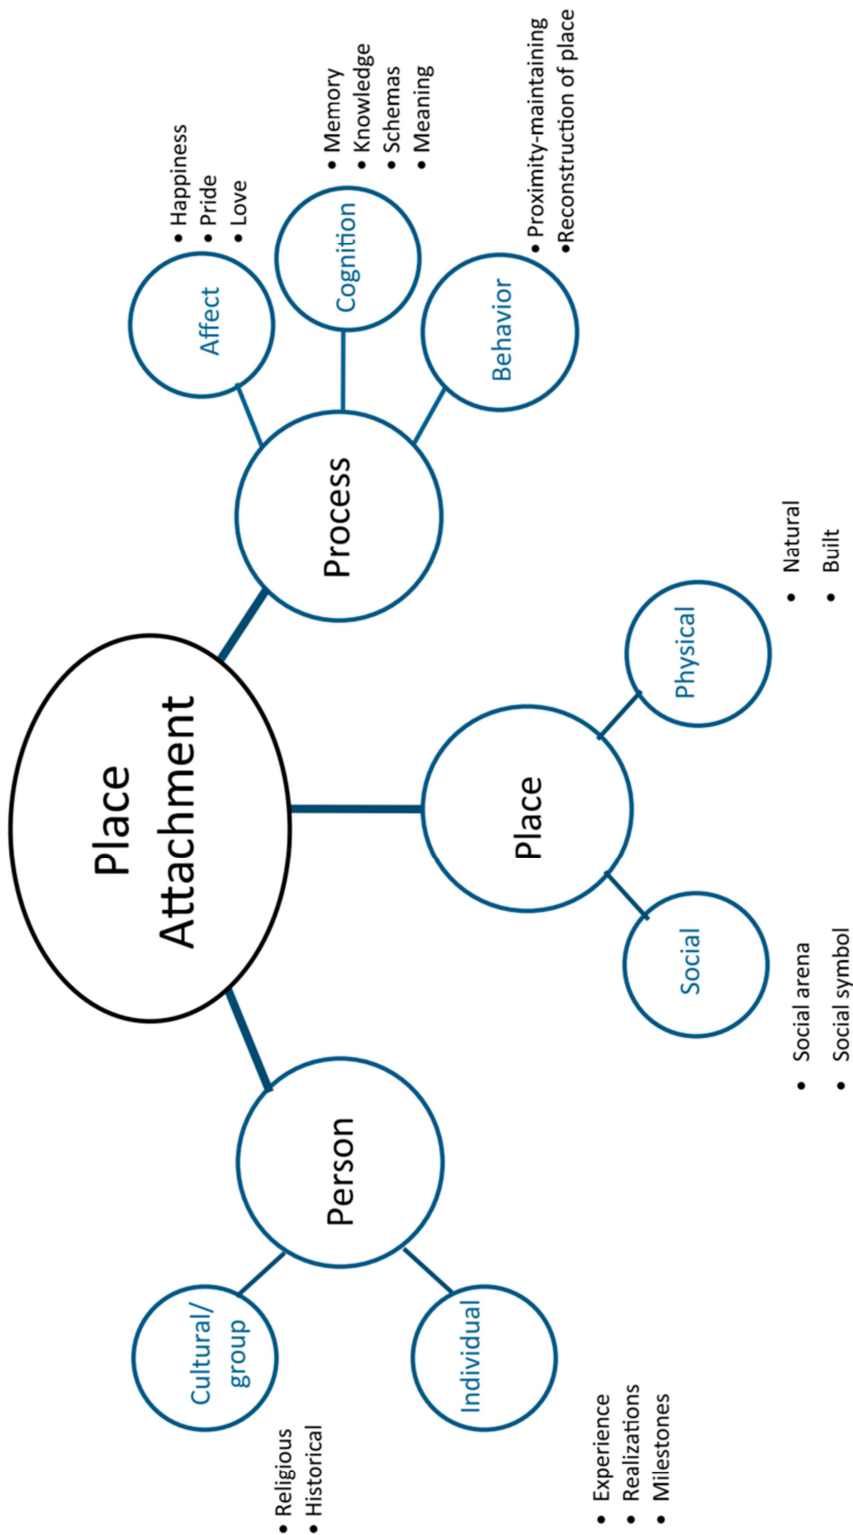 Place
Attachment
Person
Cultural/
group
• Religious
• Historical
Individual
• Experience
• Realizations
• Milestones
Place
Social
• Social arena
• Social symbol
Physical
• Natural
• Built
Process
Affect
• Happiness
• Pride
• Love
Cognition
• Memory
• Knowledge
• Schemas
• Meaning
Behavior
• Proximity-maintaining
•Reconstruction of place